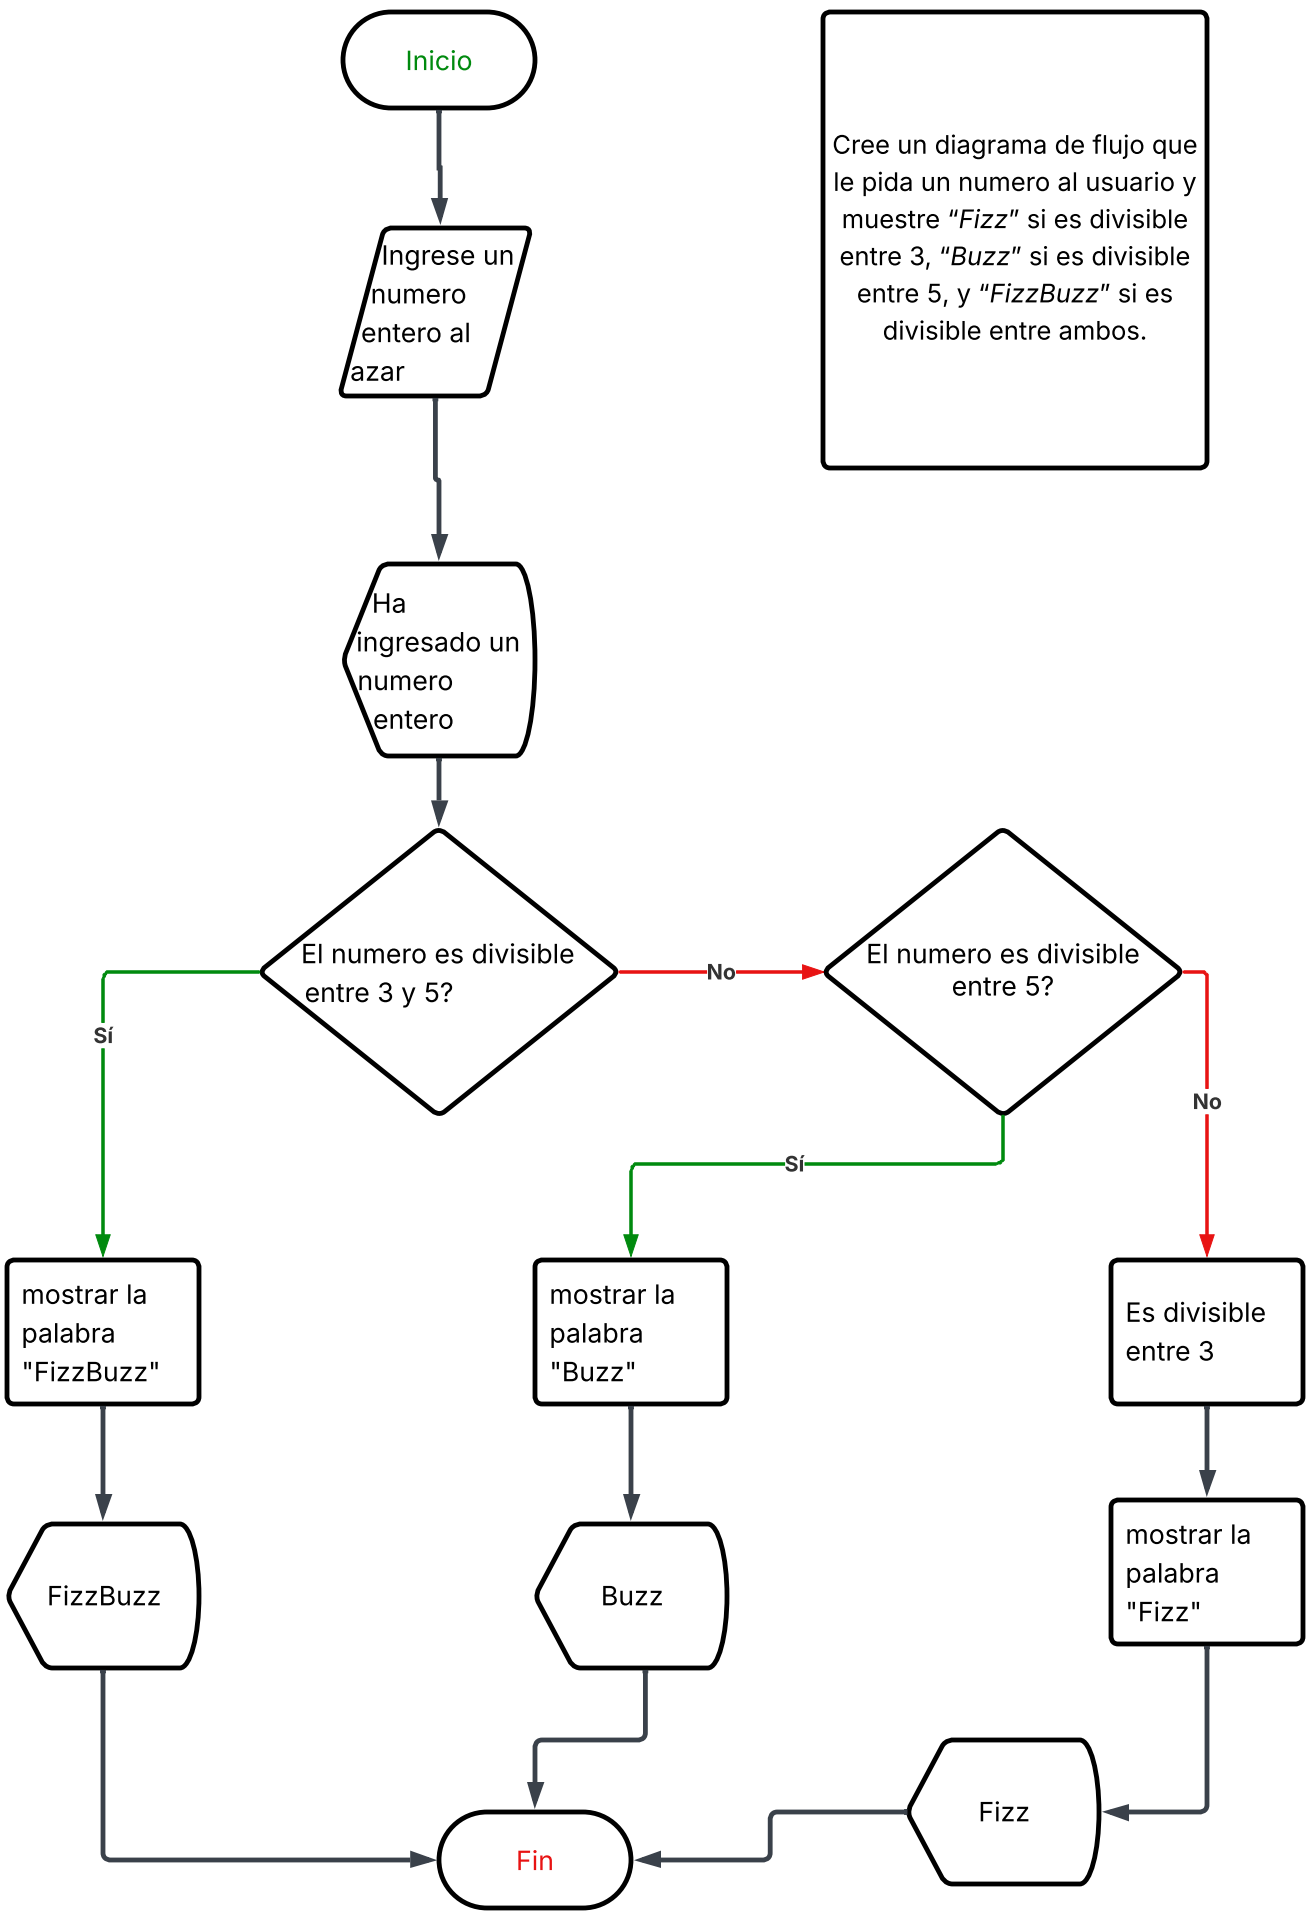 Inicio
Cree un diagrama de flujo que
le pida un numero al usuario y
muestre “Fizz” si es divisible
entre 3, “Buzz” si es divisible
entre 5, y “FizzBuzz” si es
divisible entre ambos.
Ingrese un
numero
entero al
azar
Ha
ingresado un
numero
entero
El numero es divisible
entre 3 y 5?
No
El numero es divisible
entre 5?
Sí
No
Sí
mostrar la
palabra
"FizzBuzz"
mostrar la
palabra
"Buzz"
Es divisible
entre 3
mostrar la
palabra
"Fizz"
FizzBuzz
Buzz
Fizz
Fin